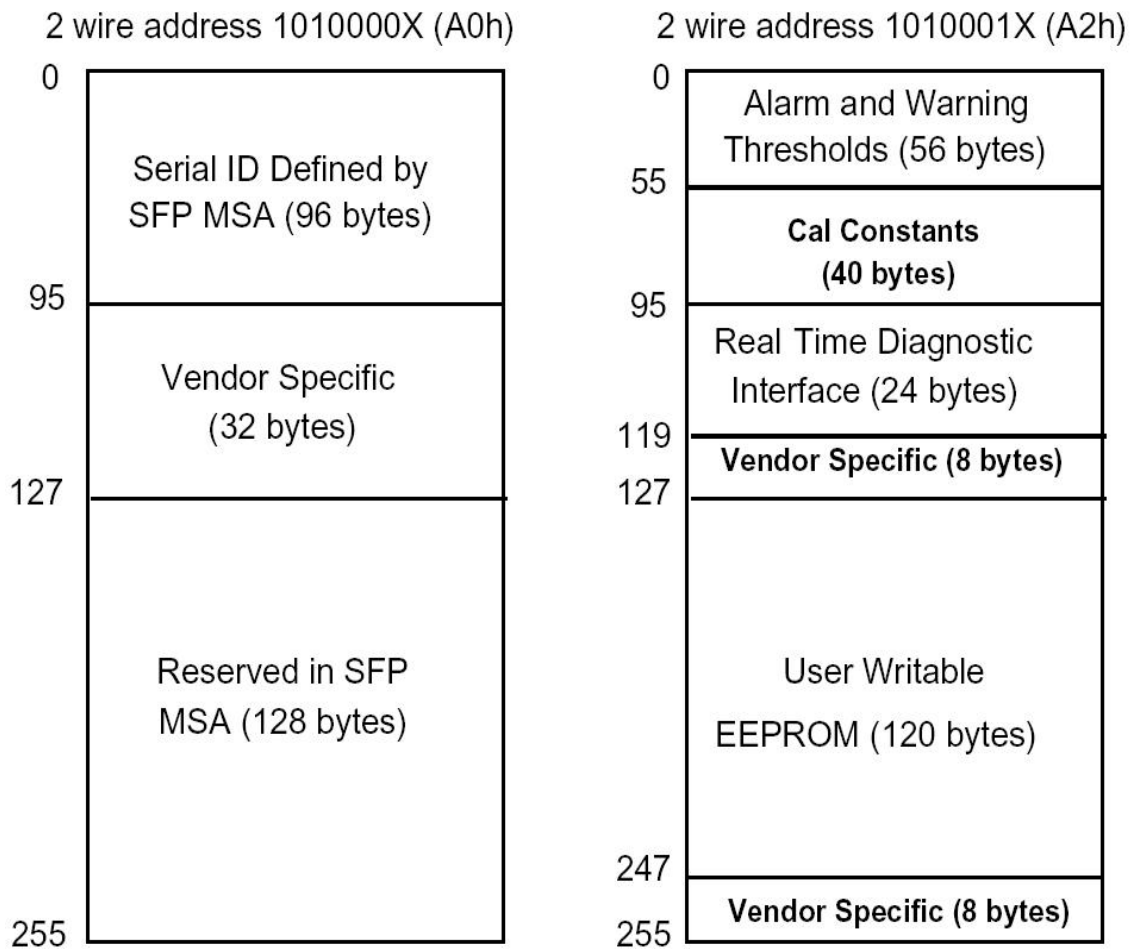 2 wire address 1010000X (A0h)
0
Serial ID Defined by
SFP MSA (96 bytes)
95
Vendor Specific
(32 bytes)
127
Reserved in SFP
MSA (128 bytes)
255
2 wire address 1010001X (A2h)
0
Alarm and Warning
Thresholds (56 bytes)
55
Cal Constants
(40 bytes)
95
Real Time Diagnostic
Interface (24 bytes)
119
Vendor Specific (8 bytes)
127
User Writable
EEPROM (120 bytes)
247
Vendor Specific (8 bytes)
255